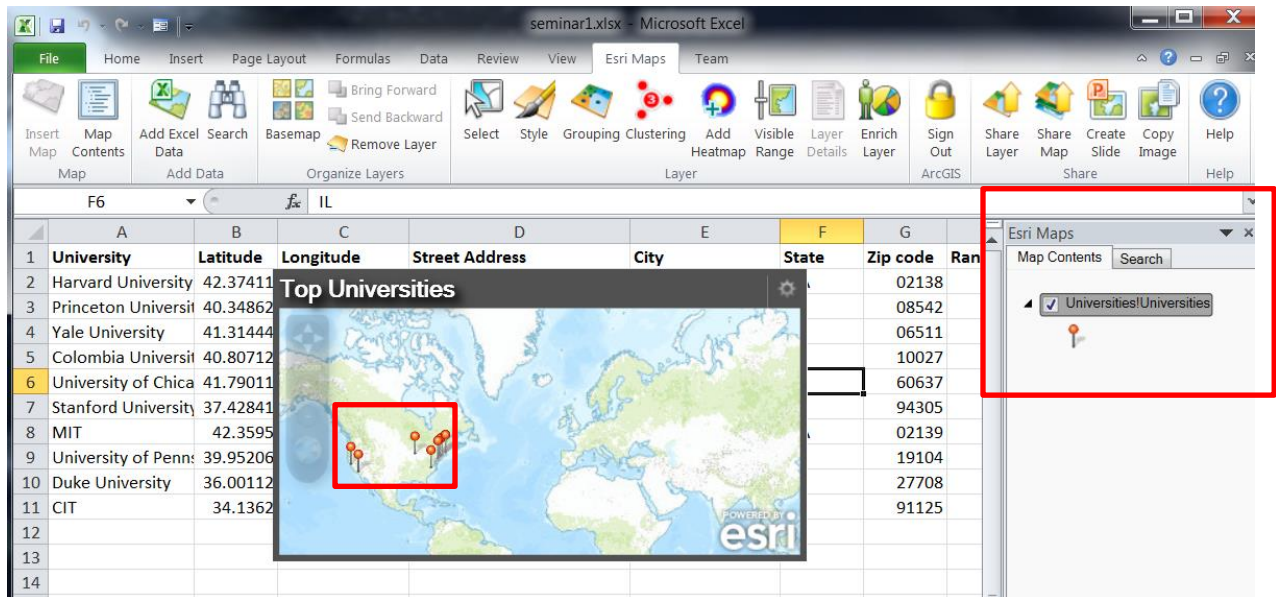 seminar1.xlsx - Microsoft Excel
File Home Insert Page Layout Formulas Data Review View Esri Maps Team
Insert Map
Map Contents
Add Excel Data
Search
Basemap
Bring Forward
Send Backward
Remove Layer
Select
Style
Grouping
Clustering
Add Heatmap
Visible Range
Layer Details
Enrich Layer
Sign Out
Share Layer
Share Map
Create Slide
Copy Image
Help
Map Add Data Organize Layers Layer ArcGIS Share Help
F6 fx IL
A B C D E F G
1 University Latitude Longitude Street Address City State Zip code Ran
2 Harvard University 42.37411 02138
3 Princeton Universit 40.34862 08542
4 Yale University 41.31444 06511
5 Colombia Universit 40.80712 10027
6 University of Chica 41.79011 60637
7 Stanford University 37.42841 94305
8 MIT 42.3595 02139
9 University of Penns 39.95206 19104
10 Duke University 36.00112 27708
11 CIT 34.1362 91125
12
13
14
Top Universities
POWERED BY
esri
Esri Maps
Map Contents Search
Universities!Universities